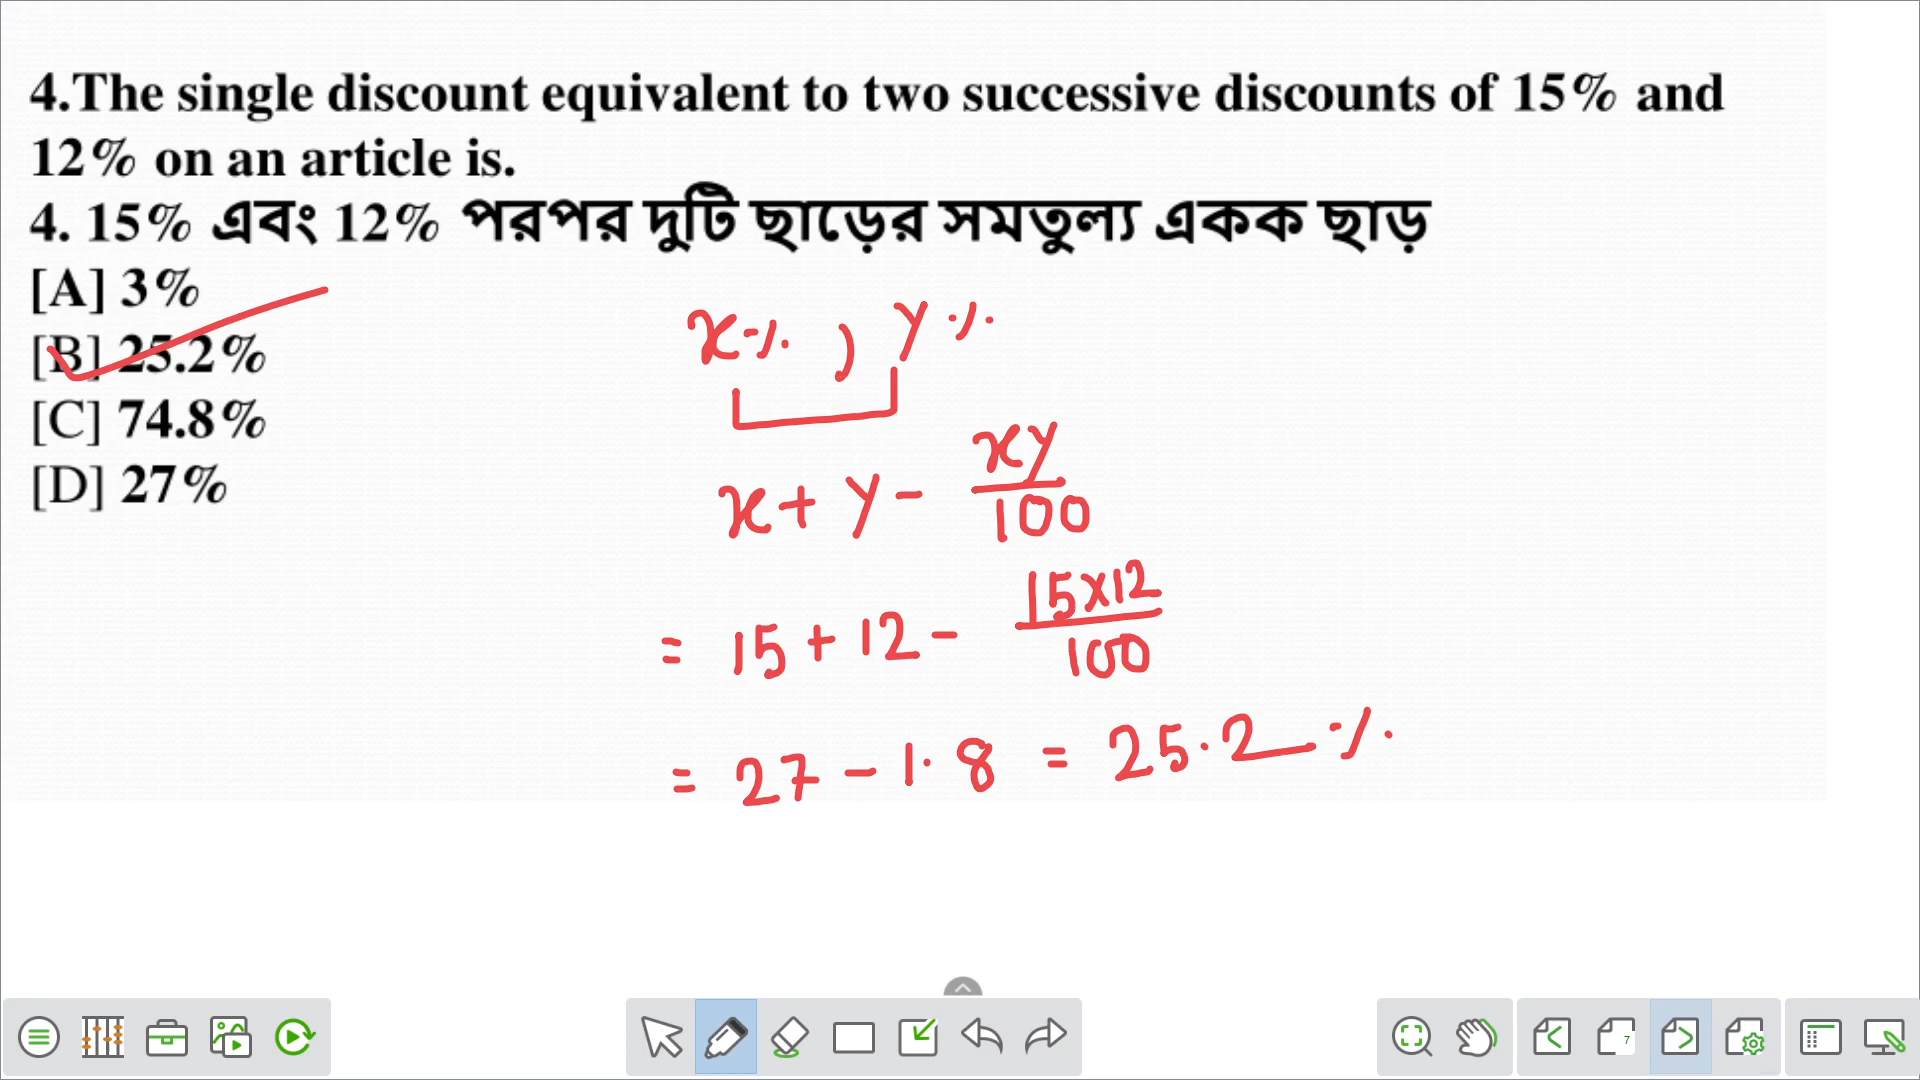 4.The single discount equivalent to two successive discounts of 15% and
12% on an article is.
4. 15% এবং 12% পরপর দুটি ছাড়ের সমতুল্য একক ছাড়
[A] 3%
[B] 25.2%
[C] 74.8%
[D] 27%
x%, y%
x + y - xy/100
= 15 + 12 - 15×12/100
= 27 - 1.8 = 25.2 %
7